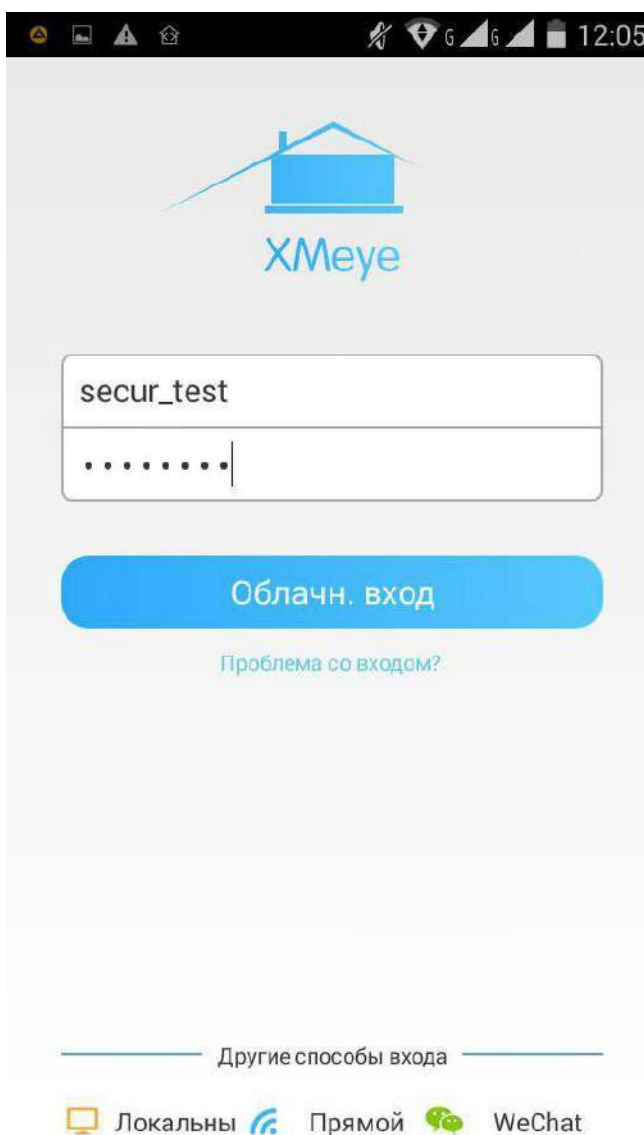 G G 12:05
XMeye
secur_test
••••••••
Облачн. вход
Проблема со входом?
Другие способы входа
Локальны Прямой WeChat